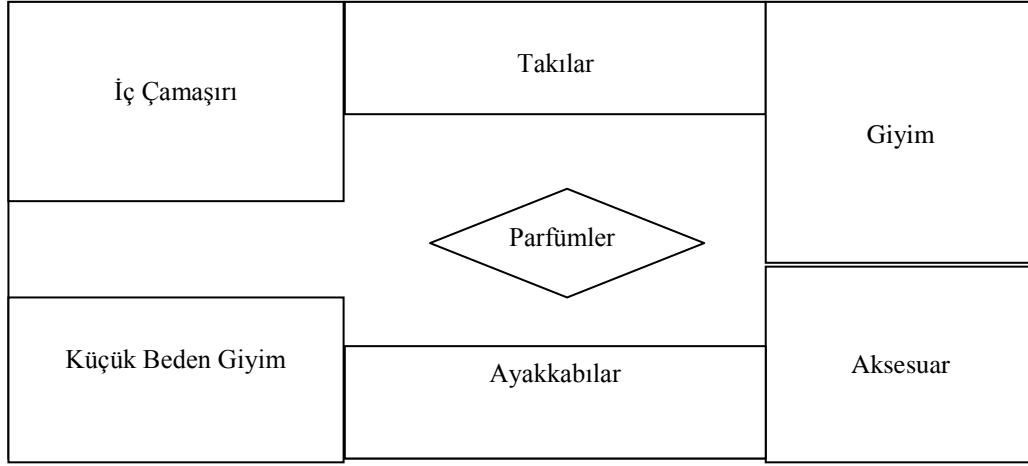 İç Çamaşırı
Takılar
Giyim
Parfümler
Küçük Beden Giyim
Ayakkabılar
Aksesuar